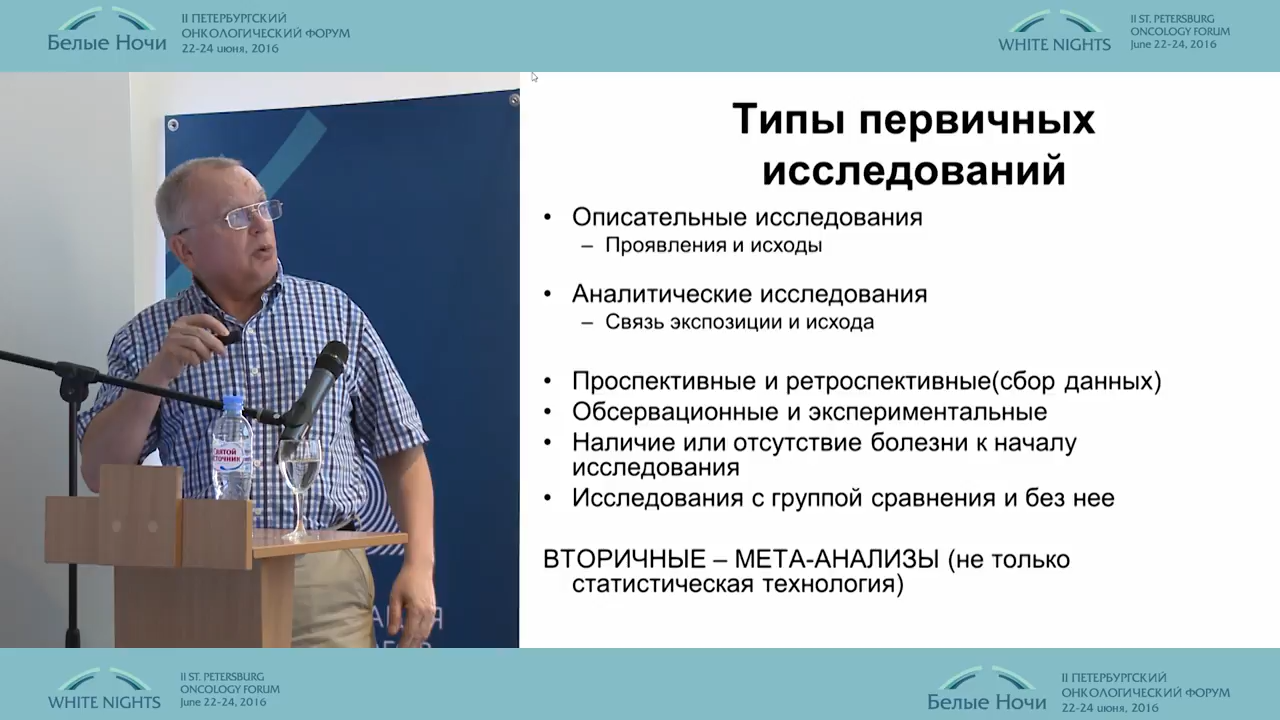 Белые Ночи
II ПЕТЕРБУРГСКИЙ
ОНКОЛОГИЧЕСКИЙ ФОРУМ
22-24 июня, 2016
WHITE NIGHTS
II ST. PETERSBURG
ONCOLOGY FORUM
June 22-24, 2016
Типы первичных
исследований
• Описательные исследования
– Проявления и исходы
• Аналитические исследования
– Связь экспозиции и исхода
• Проспективные и ретроспективные(сбор данных)
• Обсервационные и экспериментальные
• Наличие или отсутствие болезни к началу
исследования
• Исследования с группой сравнения и без нее
ВТОРИЧНЫЕ – МЕТА-АНАЛИЗЫ (не только
статистическая технология)
WHITE NIGHTS
II ST. PETERSBURG
ONCOLOGY FORUM
June 22-24, 2016
Белые Ночи
II ПЕТЕРБУРГСКИЙ
ОНКОЛОГИЧЕСКИЙ ФОРУМ
22-24 июня, 2016